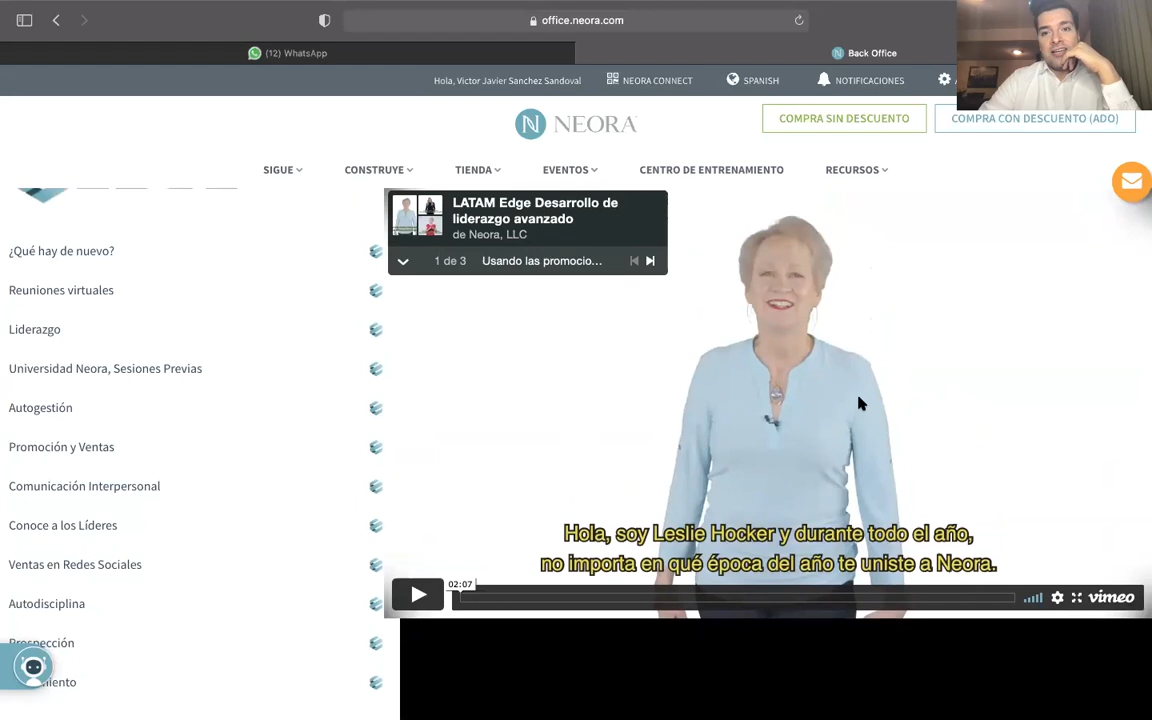 office.neora.com
(12) WhatsApp
Back Office
Hola, Victor Javier Sanchez Sandoval
NEORA CONNECT
SPANISH
NOTIFICACIONES
NEORA
COMPRA SIN DESCUENTO
COMPRA CON DESCUENTO (ADO)
SIGUE
CONSTRUYE
TIENDA
EVENTOS
CENTRO DE ENTRENAMIENTO
RECURSOS
LATAM Edge Desarrollo de
liderazgo avanzado
de Neora, LLC
1 de 3
Usando las promocio...
¿Qué hay de nuevo?
Reuniones virtuales
Liderazgo
Universidad Neora, Sesiones Previas
Autogestión
Promoción y Ventas
Comunicación Interpersonal
Conoce a los Líderes
Ventas en Redes Sociales
Autodisciplina
Prospección
Hola, soy Leslie Hocker y durante todo el año,
no importa en qué época del año te uniste a Neora.
02:07
vimeo